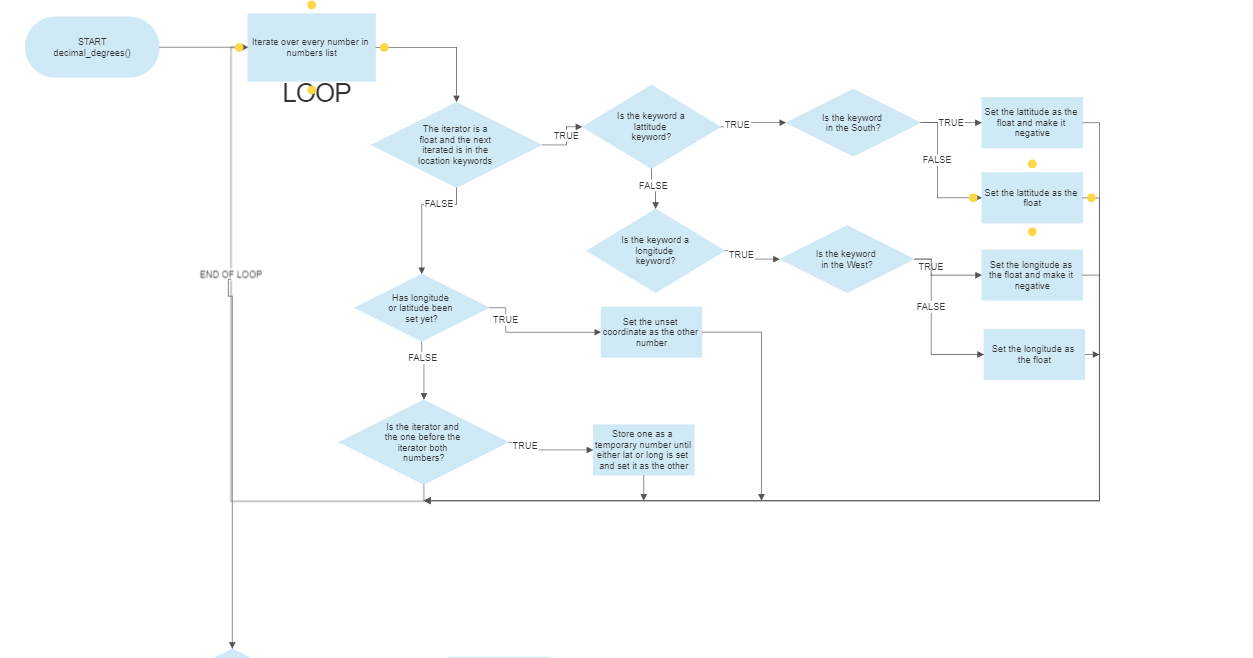 START
decimal_degrees()
Iterate over every number in
numbers list
LOOP
The iterator is a
float and the next
iterated is in the
location keywords
TRUE
Is the keyword a
lattitude
keyword?
TRUE
Is the keyword
in the South?
TRUE
Set the lattitude as the
float and make it
negative
FALSE
Set the lattitude as the
float
FALSE
FALSE
Is the keyword a
longitude
keyword?
TRUE
Is the keyword
in the West?
TRUE
Set the longitude as
the float and make it
negative
FALSE
Set the longitude as
the float
END OF LOOP
Has longitude
or latitude been
set yet?
TRUE
Set the unset
coordinate as the other
number
FALSE
Is the iterator and
the one before the
iterator both
numbers?
TRUE
Store one as a
temporary number until
either lat or long is set
and set it as the other